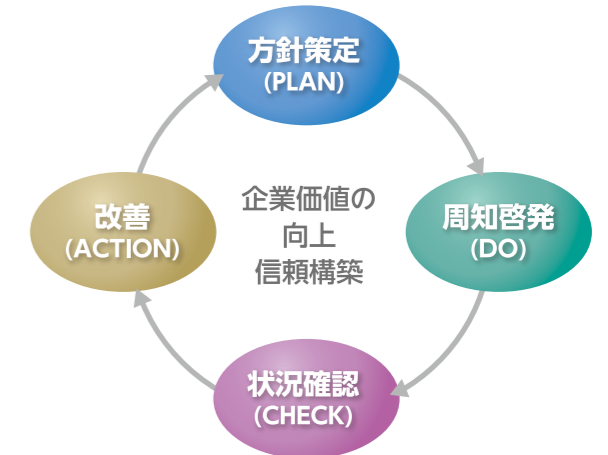 方針策定
(PLAN)
周知啓発
(DO)
状況確認
(CHECK)
改善
(ACTION)
企業価値の
向上
信頼構築